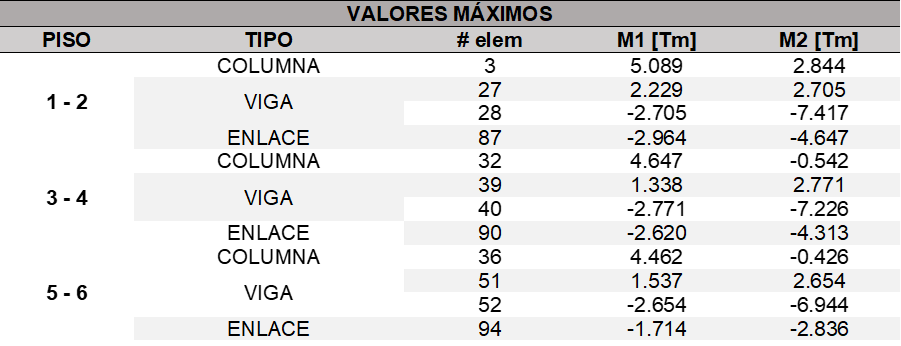 VALORES MÁXIMOS
PISO TIPO # elem M1 [Tm] M2 [Tm]
COLUMNA 3 5.089 2.844
1 - 2 VIGA 27 2.229 2.705
28 -2.705 -7.417
ENLACE 87 -2.964 -4.647
COLUMNA 32 4.647 -0.542
3 - 4 VIGA 39 1.338 2.771
40 -2.771 -7.226
ENLACE 90 -2.620 -4.313
COLUMNA 36 4.462 -0.426
5 - 6 VIGA 51 1.537 2.654
52 -2.654 -6.944
ENLACE 94 -1.714 -2.836